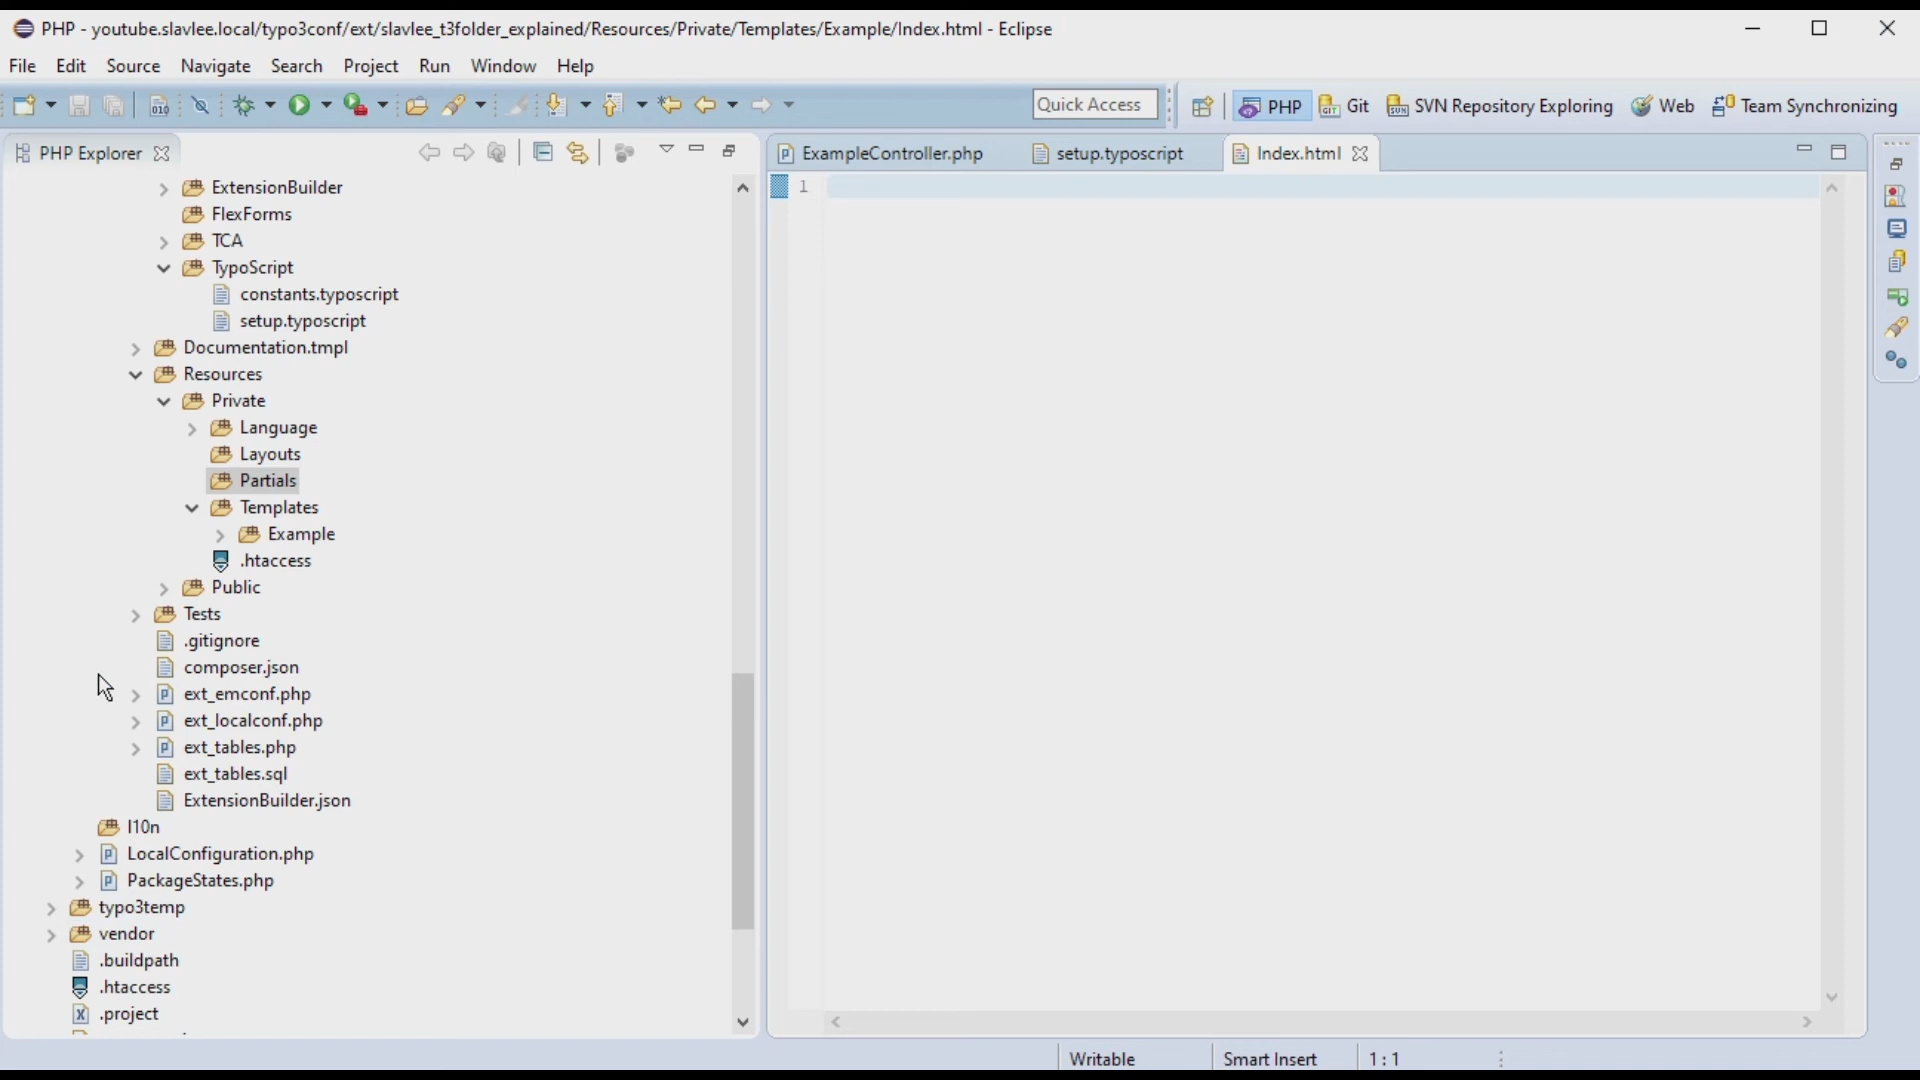 PHP - youtube.slavlee.local/typo3conf/ext/slavlee_t3folder_explained/Resources/Private/Templates/Example/Index.html - Eclipse
File Edit Source Navigate Search Project Run Window Help
010 Quick Access PHP GIT Git SVN SVN Repository Exploring Web Team Synchronizing
PHP Explorer
ExampleController.php setup.typoscript Index.html
1
ExtensionBuilder
FlexForms
TCA
TypoScript
constants.typoscript
setup.typoscript
Documentation.tmpl
Resources
Private
Language
Layouts
Partials
Templates
Example
.htaccess
Public
Tests
.gitignore
composer.json
ext_emconf.php
ext_localconf.php
ext_tables.php
ext_tables.sql
ExtensionBuilder.json
l10n
LocalConfiguration.php
PackageStates.php
typo3temp
vendor
.buildpath
.htaccess
.project
Writable Smart Insert 1 : 1